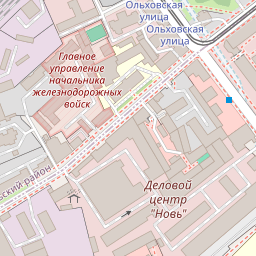 Ольховская
улица
Ольховская
улица
Главное
управление
начальника
железнодорожных
войск
ский район
Деловой
центр
"Новь"